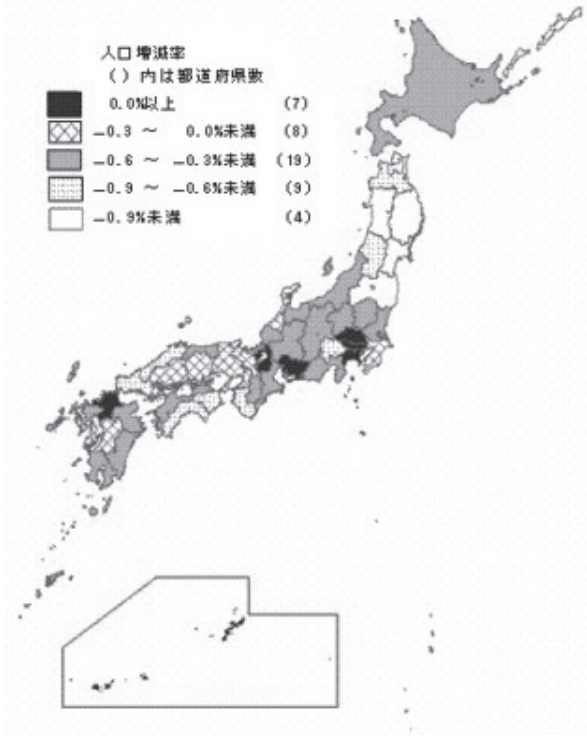 人口増減率
()内は都道府県数
0.0%以上 (7)
−0.3 ～ 0.0%未満 (8)
−0.6 ～ −0.3%未満 (19)
−0.9 ～ −0.6%未満 (9)
−0.9%未満 (4)